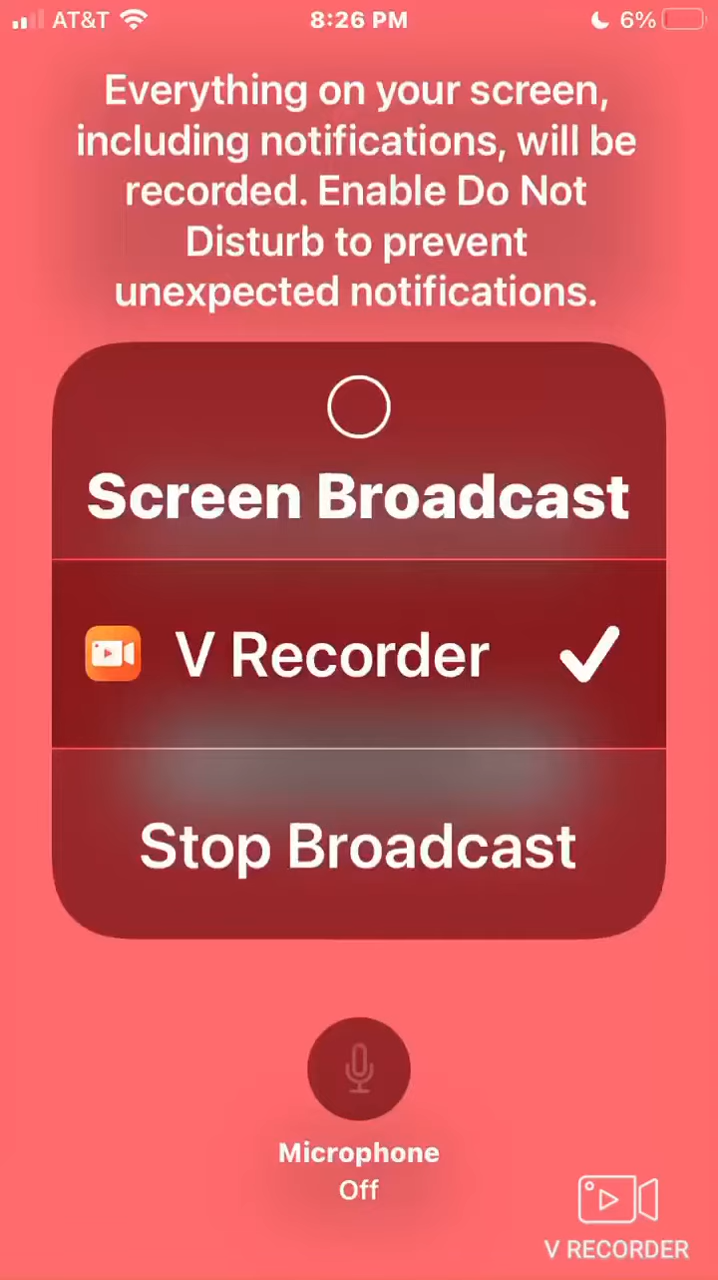 AT&T 8:26 PM 6%
Everything on your screen,
including notifications, will be
recorded. Enable Do Not
Disturb to prevent
unexpected notifications.
Screen Broadcast
V Recorder
Stop Broadcast
Microphone
Off
V RECORDER